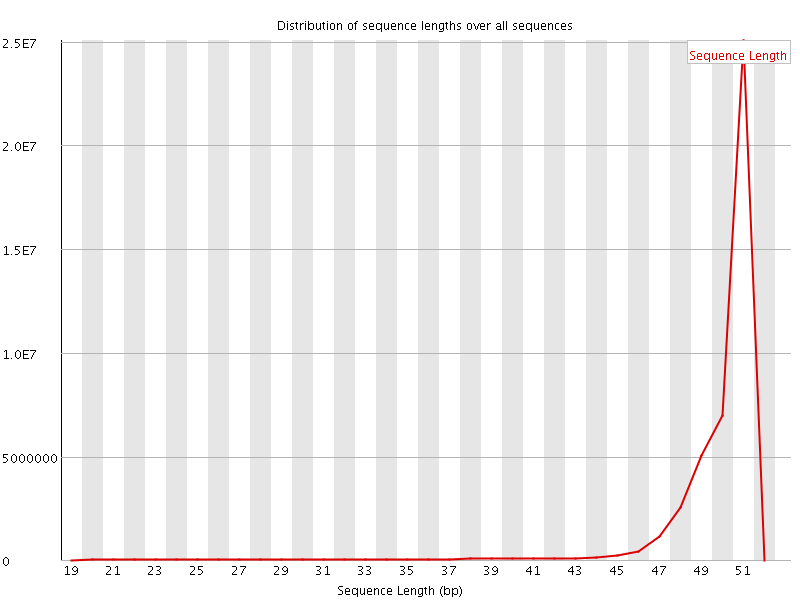 Distribution of sequence lengths over all sequences
2.5E7
Sequence Length
2.0E7
1.5E7
1.0E7
5000000
0
19 21 23 25 27 29 31 33 35 37 39 41 43 45 47 49 51
Sequence Length (bp)